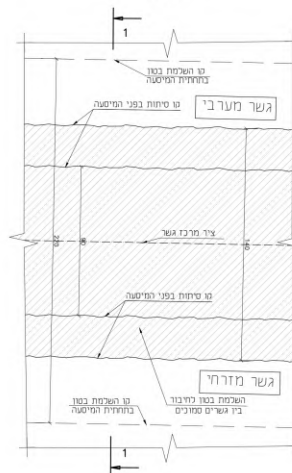 1
קו השלמת בטון
בתחתית המיסעה
גשר מערבי
קו סיתות בפני המיסעה
ציר מרכז גשר
קו סיתות בפני המיסעה
גשר מזרחי
השלמת בטון לחיבור
בין גשרים סמוכים
קו השלמת בטון
בתחתית המיסעה
1